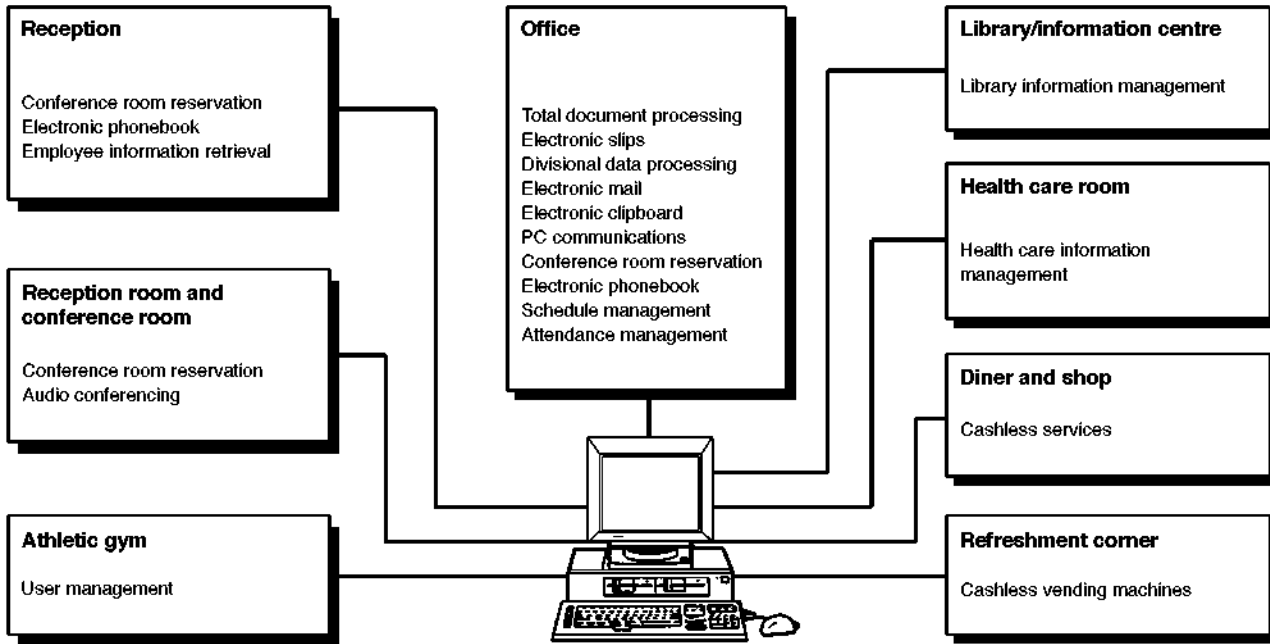 Reception
Conference room reservation
Electronic phonebook
Employee information retrieval
Reception room and
conference room
Conference room reservation
Audio conferencing
Athletic gym
User management
Office
Total document processing
Electronic slips
Divisional data processing
Electronic mail
Electronic clipboard
PC communications
Conference room reservation
Electronic phonebook
Schedule management
Attendance management
Library/information centre
Library information management
Health care room
Health care information
management
Diner and shop
Cashless services
Refreshment corner
Cashless vending machines